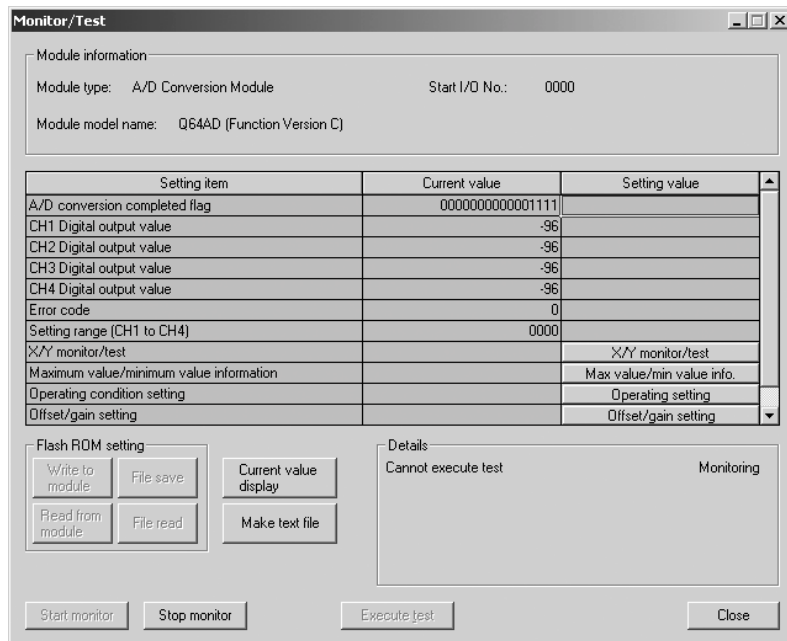 Monitor/Test
Module information
Module type: A/D Conversion Module Start I/O No.: 0000
Module model name: Q64AD (Function Version C)
Setting item Current value Setting value
A/D conversion completed flag 0000000000001111
CH1 Digital output value -96
CH2 Digital output value -96
CH3 Digital output value -96
CH4 Digital output value -96
Error code 0
Setting range (CH1 to CH4) 0000
X/Y monitor/test X/Y monitor/test
Maximum value/minimum value information Max value/min value info.
Operating condition setting Operating setting
Offset/gain setting Offset/gain setting
Flash ROM setting
Write to module
File save
Current value display
Read from module
File read
Make text file
Details
Cannot execute test Monitoring
Start monitor Stop monitor Execute test Close